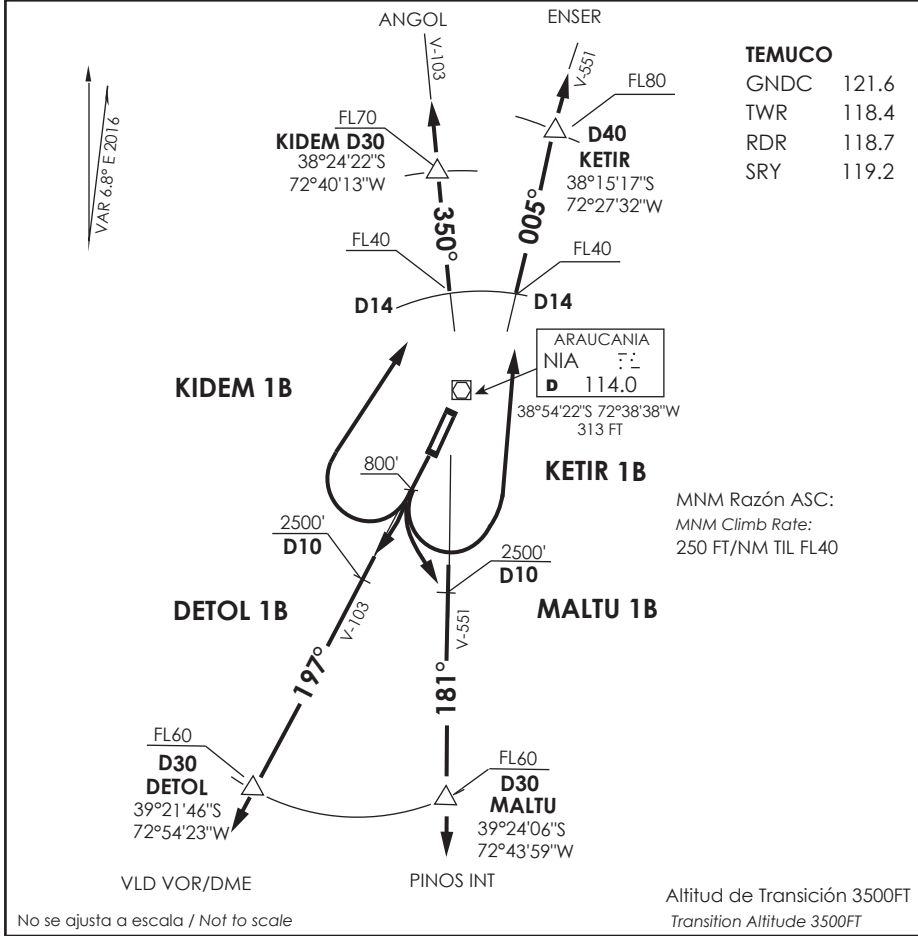 ANGOL
ENSER
V-103
V-551
VAR 6.8° E 2016
TEMUCO
GNDC 121.6
TWR 118.4
RDR 118.7
SRY 119.2
FL70
KIDEM D30
38°24'22"S
72°40'13"W
FL80
D40
KETIR
38°15'17"S
72°27'32"W
350°
005°
FL40
FL40
D14
D14
ARAUCANIA
NIA
D 114.0
38°54'22"S 72°38'38"W
313 FT
KIDEM 1B
KETIR 1B
800'
MNM Razón ASC:
MNM Climb Rate:
250 FT/NM TIL FL40
2500'
D10
2500'
D10
DETOL 1B
MALTU 1B
V-103
V-551
197°
181°
FL60
D30
DETOL
39°21'46"S
72°54'23"W
FL60
D30
MALTU
39°24'06"S
72°43'59"W
VLD VOR/DME
PINOS INT
Altitud de Transición 3500FT
Transition Altitude 3500FT
No se ajusta a escala / Not to scale